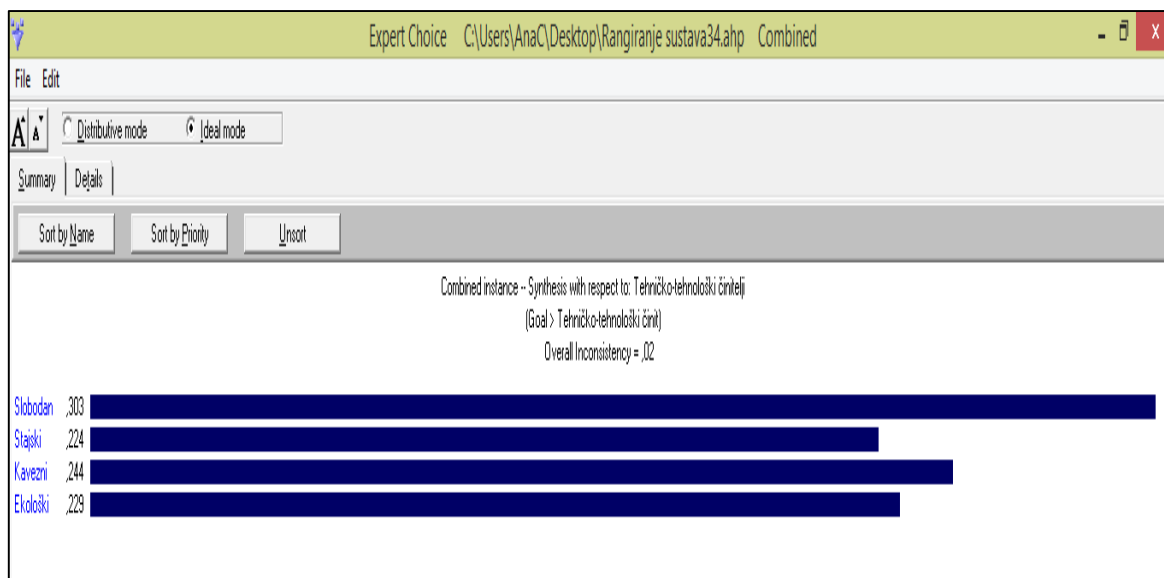 Expert Choice C:\Users\AnaC\Desktop\Rangiranje sustava34.ahp Combined
File Edit
A A Distributive mode Ideal mode
Summary Details
Sort by Name Sort by Priority Unsort
Combined instance -- Synthesis with respect to: Tehničko-tehnološki činitelji
(Goal > Tehničko-tehnološki činit)
Overall Inconsistency = ,02
Slobodan ,303
Stajski ,224
Kavezni ,244
Ekološki ,229